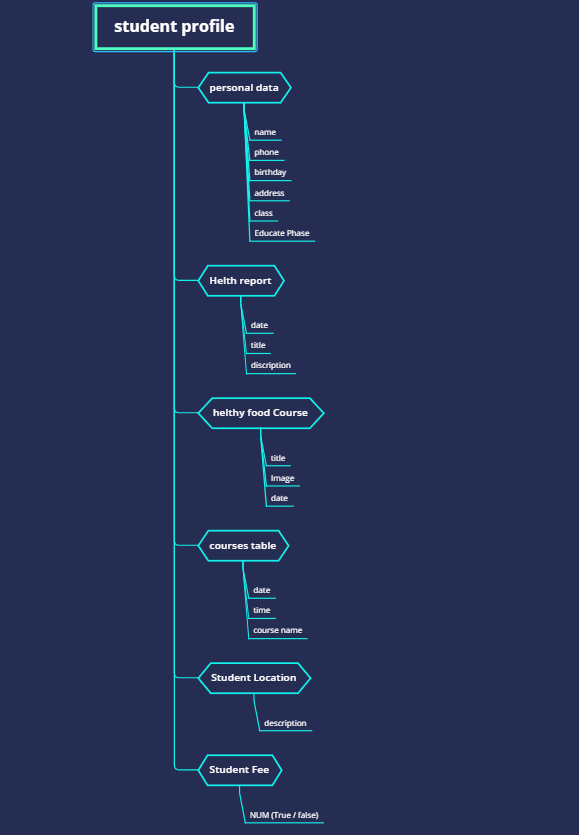 student profile
personal data
name
phone
birthday
address
class
Educate Phase
Helth report
date
title
discription
helthy food Course
title
Image
date
courses table
date
time
course name
Student Location
description
Student Fee
NUM (True / false)